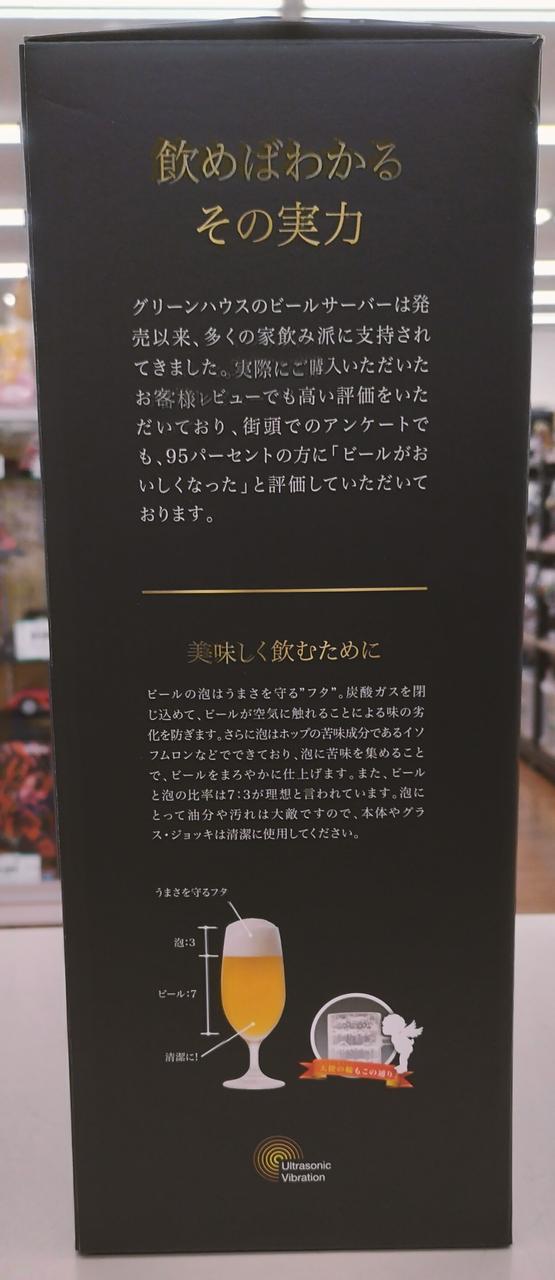 飲めばわかる
その実力
グリーンハウスのビールサーバーは発
売以来、多くの家飲み派に支持され
てきました。実際にご購入いただいた
お客様レビューでも高い評価をいた
だいており、街頭でのアンケートで
も、95パーセントの方に「ビールがお
いしくなった」と評価していただいて
おります。
美味しく飲むために
ビールの泡はうまさを守る"フタ"。炭酸ガスを閉
じ込めて、ビールが空気に触れることによる味の劣
化を防ぎます。さらに泡はホップの苦味成分であるイソ
フムロンなどでできており、泡に苦味を集めること
で、ビールをまろやかに仕上げます。また、ビール
と泡の比率は7:3が理想と言われています。泡に
とって油分や汚れは大敵ですので、本体やグラ
ス・ジョッキは清潔に使用してください。
うまさを守るフタ
泡:3
ビール:7
清潔に!
天使の輪もこの通り
Ultrasonic
Vibration